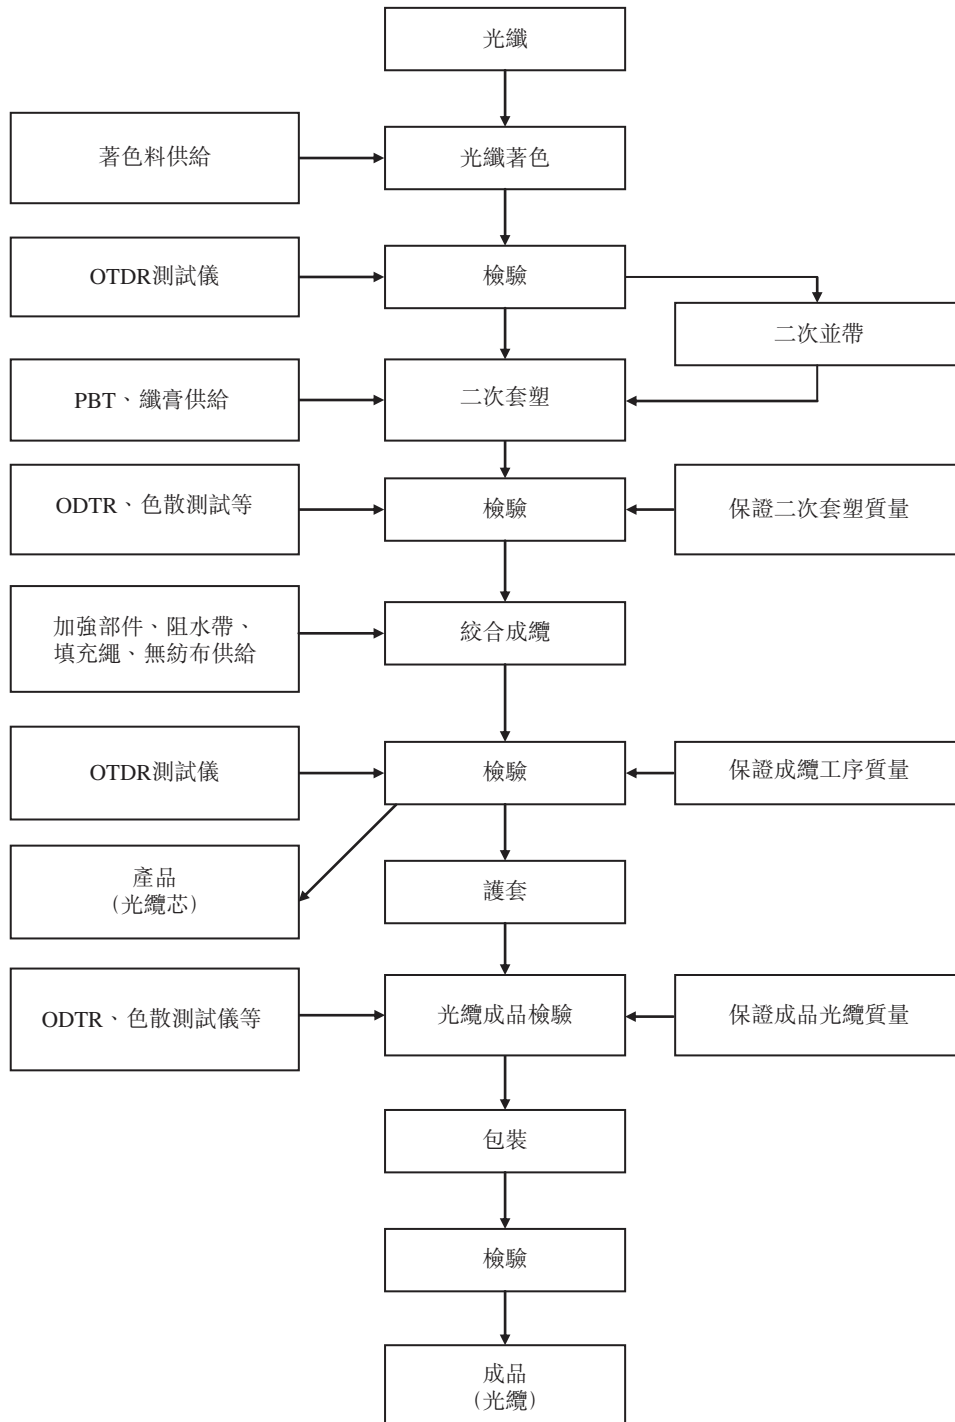 光纖
著色料供給
光纖著色
OTDR測試儀
檢驗
二次並帶
PBT、纖膏供給
二次套塑
ODTR、色散測試等
檢驗
保證二次套塑質量
加強部件、阻水帶、
填充繩、無紡布供給
絞合成纜
OTDR測試儀
檢驗
保證成纜工序質量
產品
(光纜芯)
護套
ODTR、色散測試儀等
光纜成品檢驗
保證成品光纜質量
包裝
檢驗
成品
(光纜)